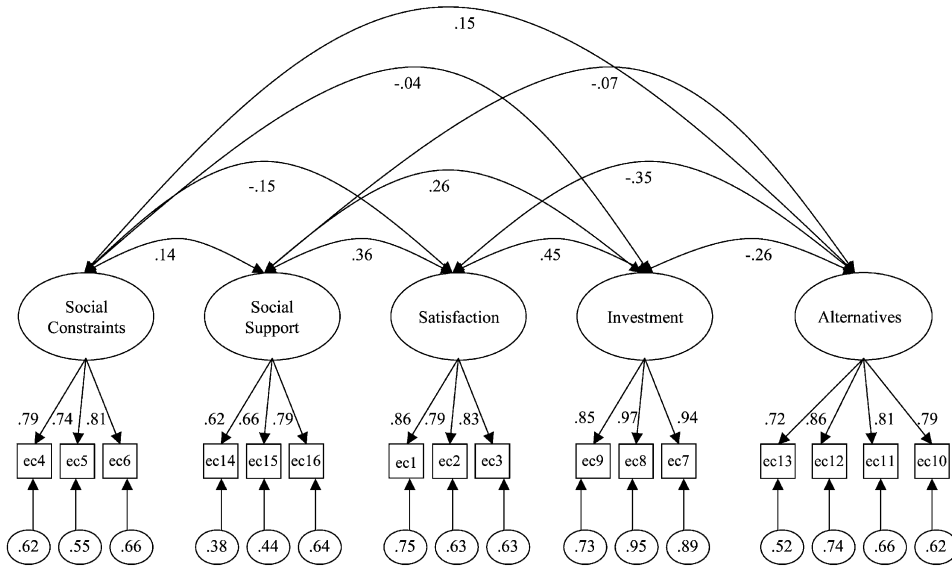 .15
-.04
-.07
-.15
.26
-.35
.14
.36
.45
-.26
Social
Constraints
Social
Support
Satisfaction
Investment
Alternatives
.79 .74 .81
.62 .66 .79
.86 .79 .83
.85 .97 .94
.72 .86 .81 .79
ec4 ec5 ec6
ec14 ec15 ec16
ec1 ec2 ec3
ec9 ec8 ec7
ec13 ec12 ec11 ec10
.62 .55 .66
.38 .44 .64
.75 .63 .63
.73 .95 .89
.52 .74 .66 .62